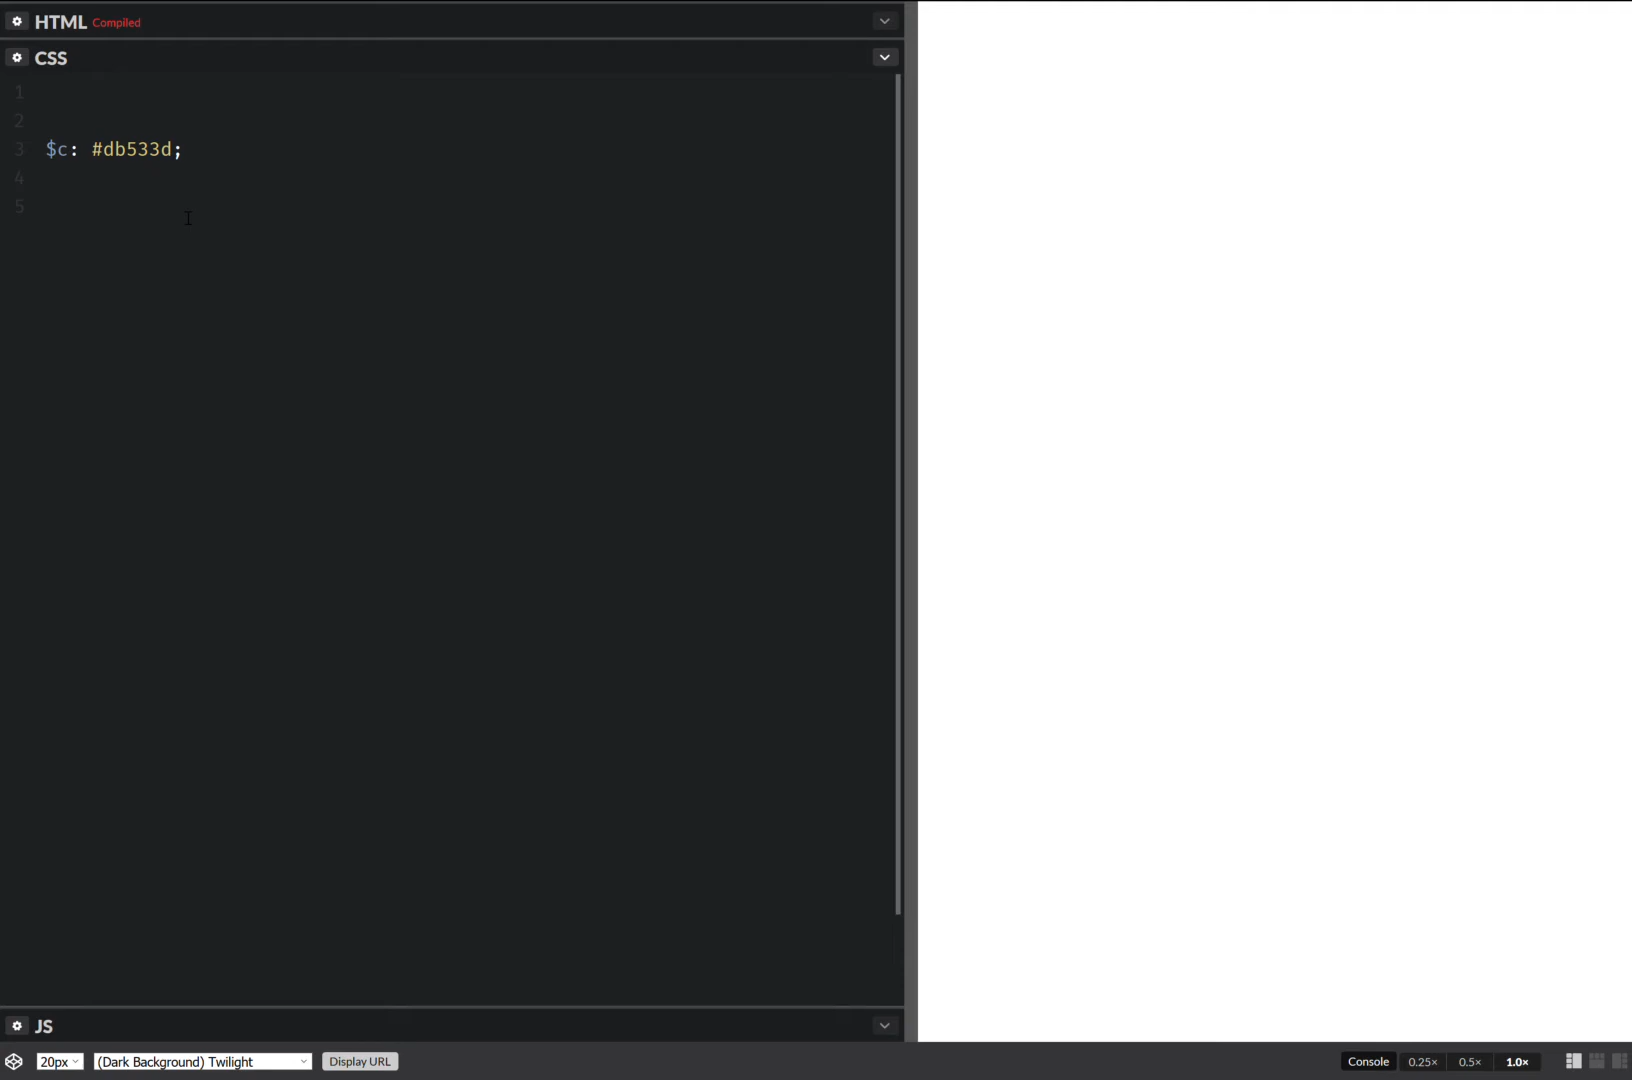 HTML Compiled
CSS
1
2
3 $c: #db533d;
4
5
JS
20px (Dark Background) Twilight Display URL Console 0.25× 0.5× 1.0×